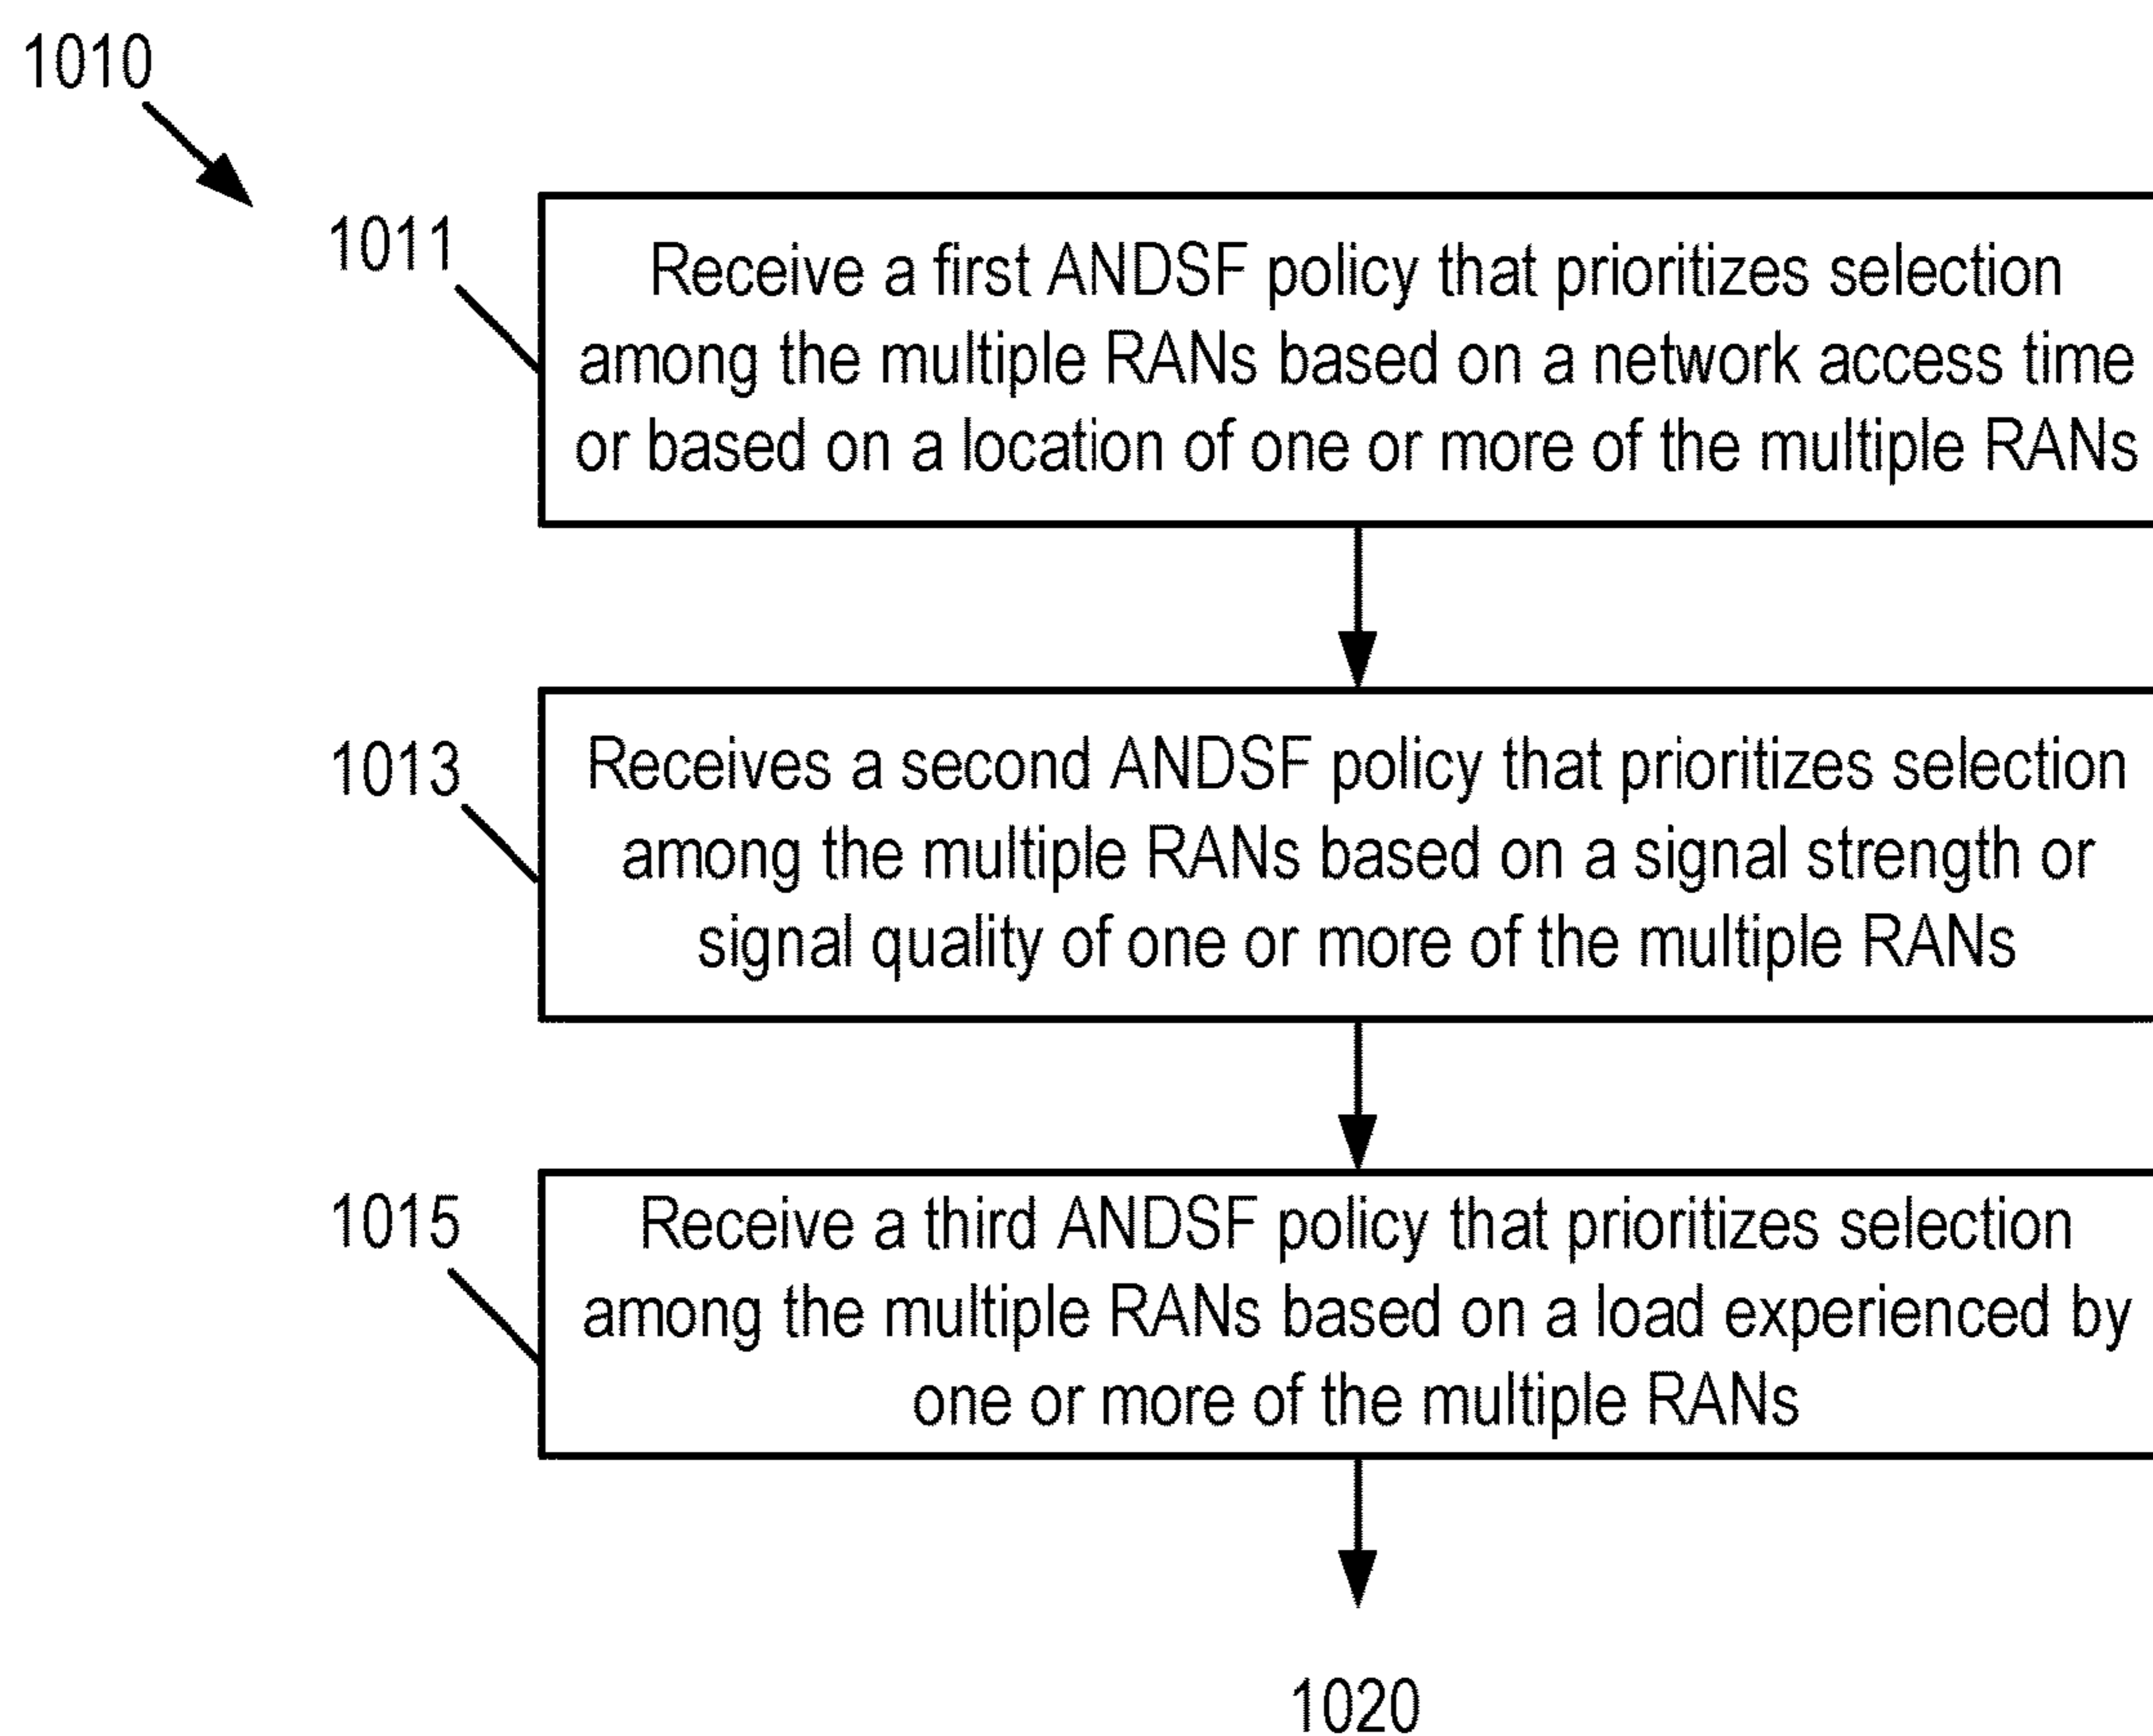 1010
1011
Receive a first ANDSF policy that prioritizes selection
among the multiple RANs based on a network access time
or based on a location of one or more of the multiple RANs
1013
Receives a second ANDSF policy that prioritizes selection
among the multiple RANs based on a signal strength or
signal quality of one or more of the multiple RANs
1015
Receive a third ANDSF policy that prioritizes selection
among the multiple RANs based on a load experienced by
one or more of the multiple RANs
1020